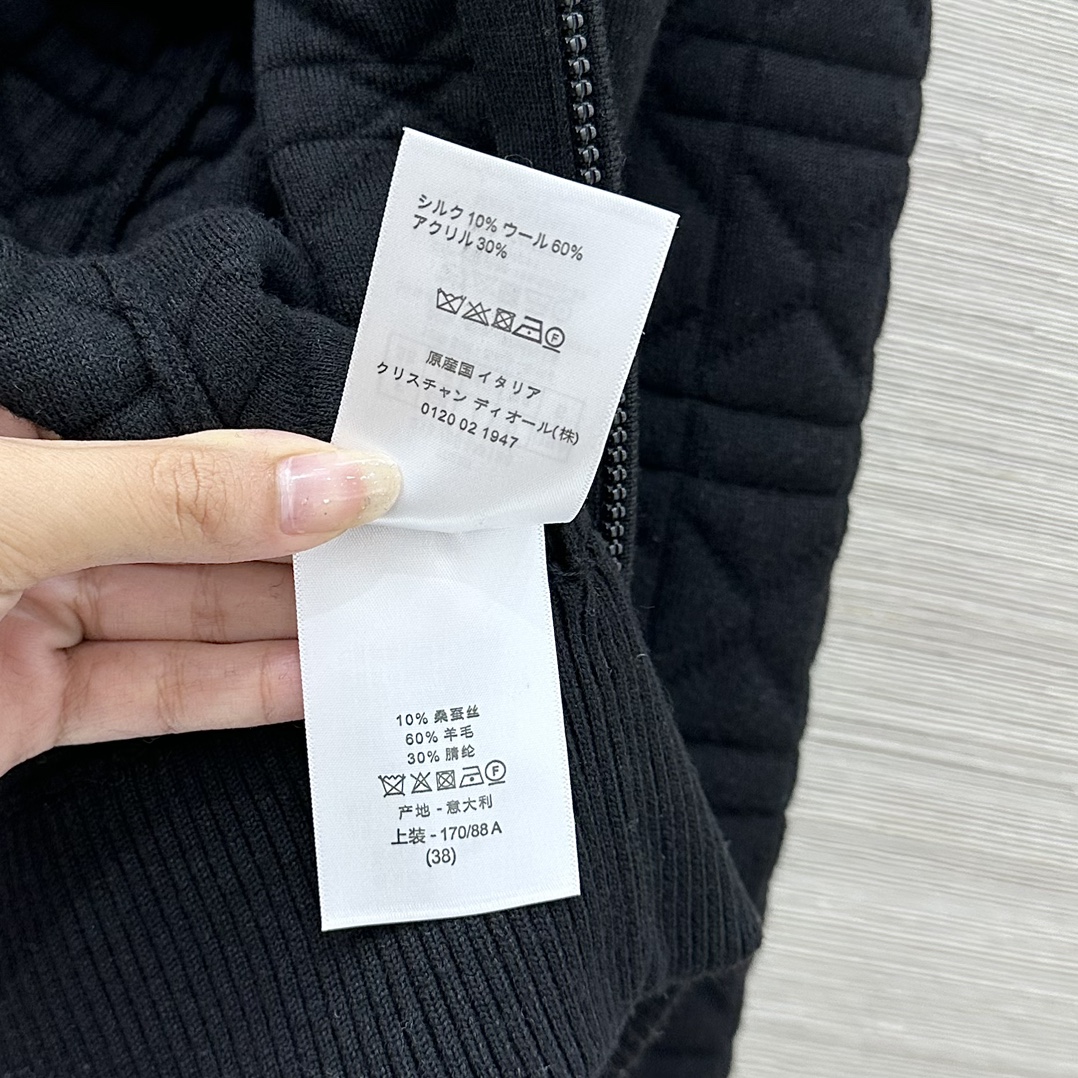 シルク 10% ウール 60%
アクリル 30%
F
原産国 イタリア
クリスチャン ディオール(株)
0120 02 1947
10% 桑蚕丝
60% 羊毛
30% 腈纶
F
产地 - 意大利
上装 - 170/88 A
(38)